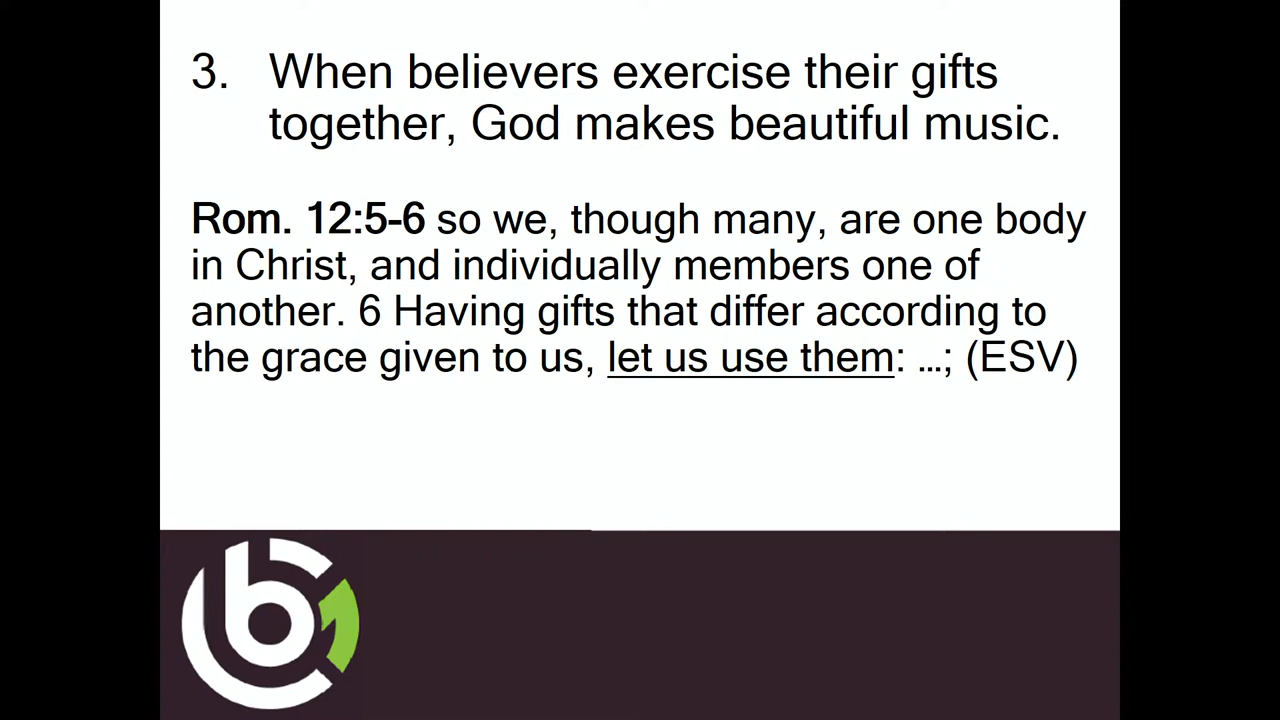 3. When believers exercise their gifts
together, God makes beautiful music.
Rom. 12:5-6 so we, though many, are one body
in Christ, and individually members one of
another. 6 Having gifts that differ according to
the grace given to us, let us use them: ...; (ESV)
b